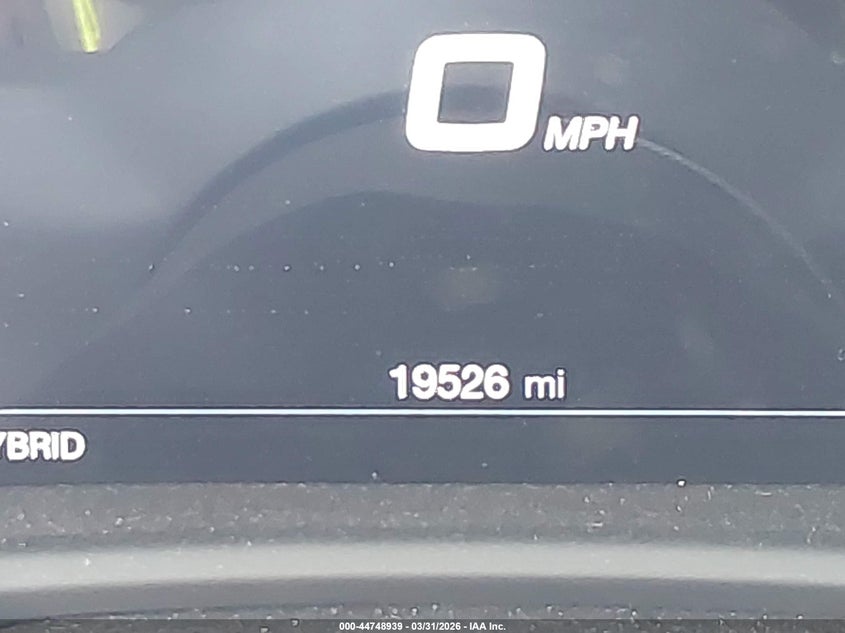 0 MPH
19526 mi
YBRID
000-44748939 - 03/31/2026 - IAA Inc.